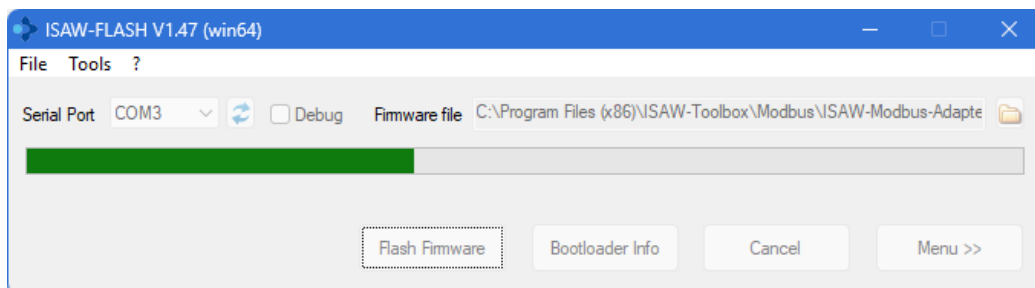 ISAW-FLASH V1.47 (win64)
File Tools ?
Serial Port COM3 Debug Firmware file C:\Program Files (x86)\ISAW-Toolbox\Modbus\ISAW-Modbus-Adapte
Flash Firmware Bootloader Info Cancel Menu >>